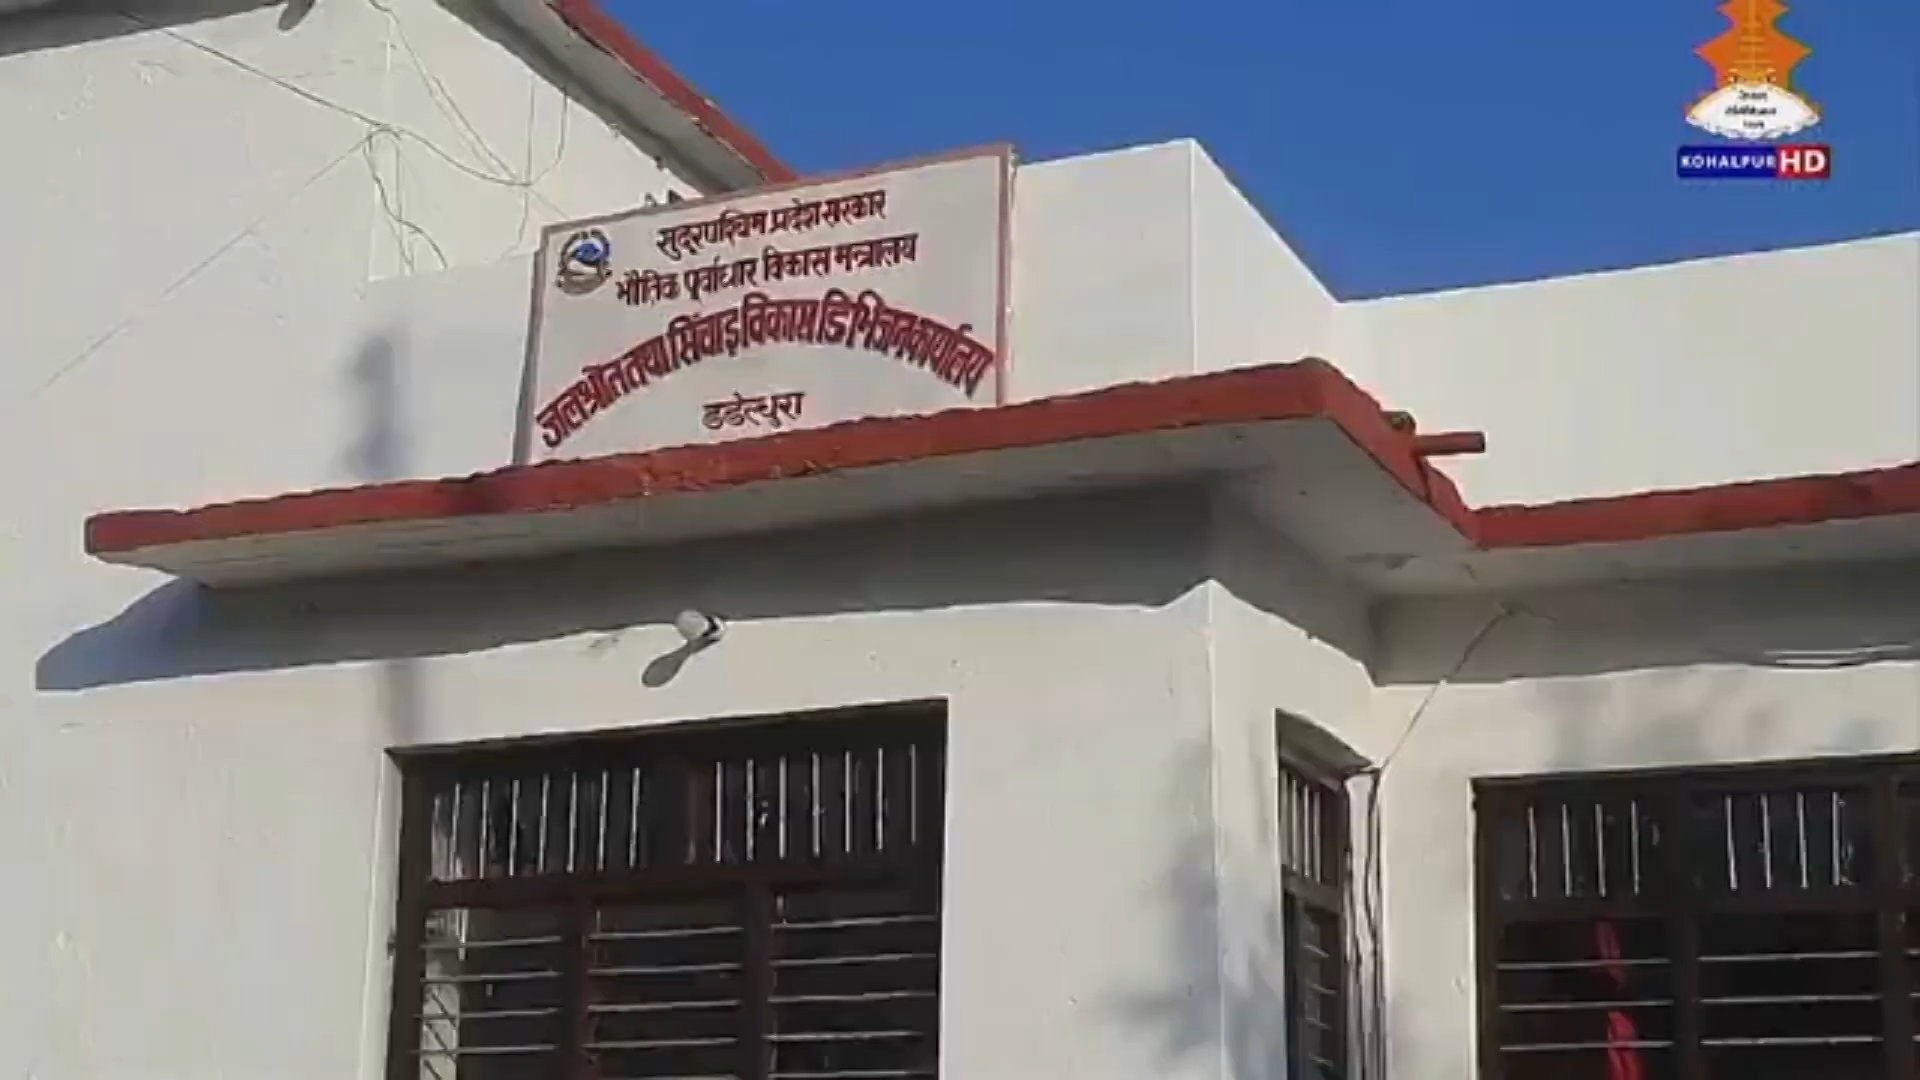 सुदूरपश्चिम प्रदेश सरकार
भौतिक पूर्वाधार विकास मन्त्रालय
जलश्रोत तथा सिंचाइ विकास डिभिजन कार्यालय
डडेल्धुरा
KOHALPUR HD